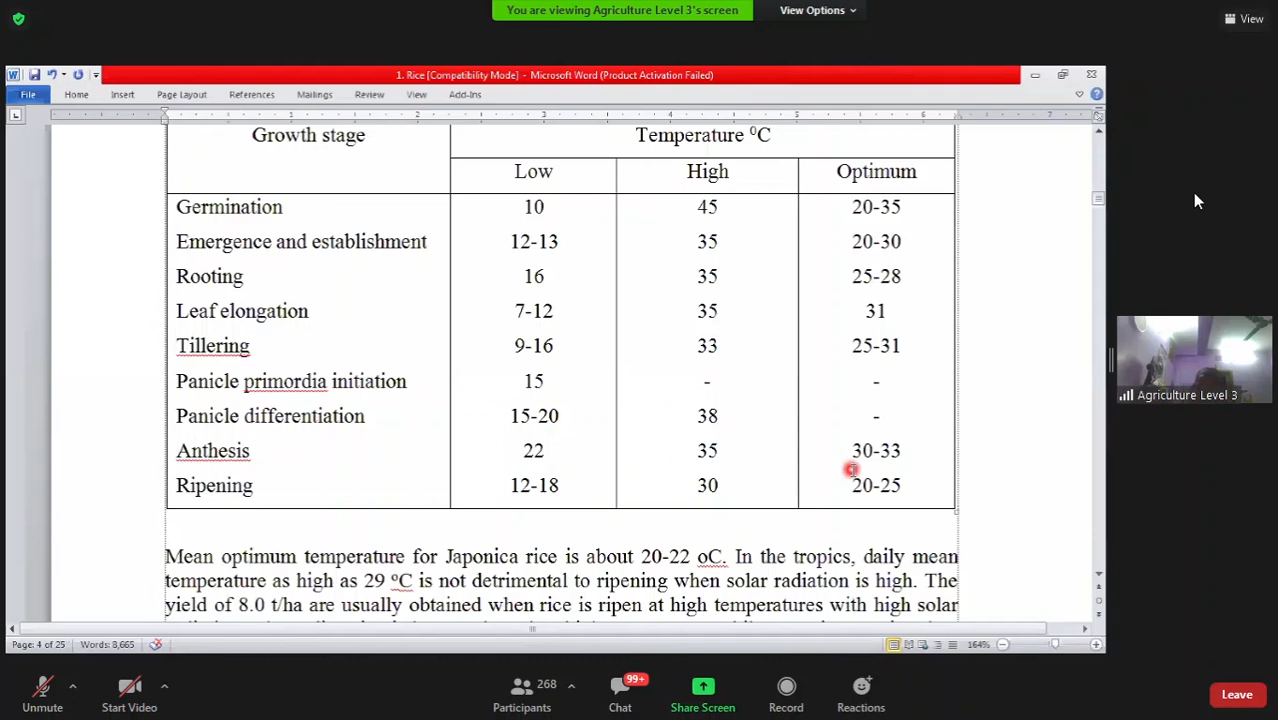 You are viewing Agriculture Level 3's screen
View Options
View
1. Rice [Compatibility Mode] - Microsoft Word (Product Activation Failed)
File Home Insert Page Layout References Mailings Review View Add-Ins
1 2 3 4 5 6 7
Growth stage Temperature ⁰C
Low High Optimum
Germination 10 45 20-35
Emergence and establishment 12-13 35 20-30
Rooting 16 35 25-28
Leaf elongation 7-12 35 31
Tillering 9-16 33 25-31
Panicle primordia initiation 15 - -
Panicle differentiation 15-20 38 -
Anthesis 22 35 30-33
Ripening 12-18 30 20-25
Mean optimum temperature for Japonica rice is about 20-22 oC. In the tropics, daily mean
temperature as high as 29 ºC is not detrimental to ripening when solar radiation is high. The
yield of 8.0 t/ha are usually obtained when rice is ripen at high temperatures with high solar
Agriculture Level 3
Page: 4 of 25 Words: 8,665 164%
268 99+
Unmute Start Video Participants Chat Share Screen Record Reactions Leave